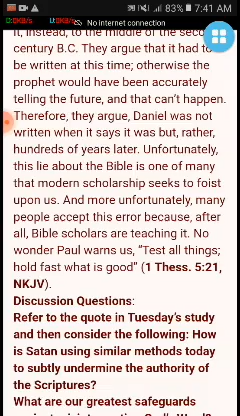 O:0KB/s U:0KB/s 83% 7:41 AM
No internet connection
it, instead, to the middle of the second
century B.C. They argue that it had to
be written at this time; otherwise the
prophet would have been accurately
telling the future, and that can't happen.
Therefore, they argue, Daniel was not
written when it says it was but, rather,
hundreds of years later. Unfortunately,
this lie about the Bible is one of many
that modern scholarship seeks to foist
upon us. And more unfortunately, many
people accept this error because, after
all, Bible scholars are teaching it. No
wonder Paul warns us, "Test all things;
hold fast what is good" (1 Thess. 5:21,
NKJV).
Discussion Questions:
Refer to the quote in Tuesday's study
and then consider the following: How
is Satan using similar methods today
to subtly undermine the authority of
the Scriptures?
What are our greatest safeguards